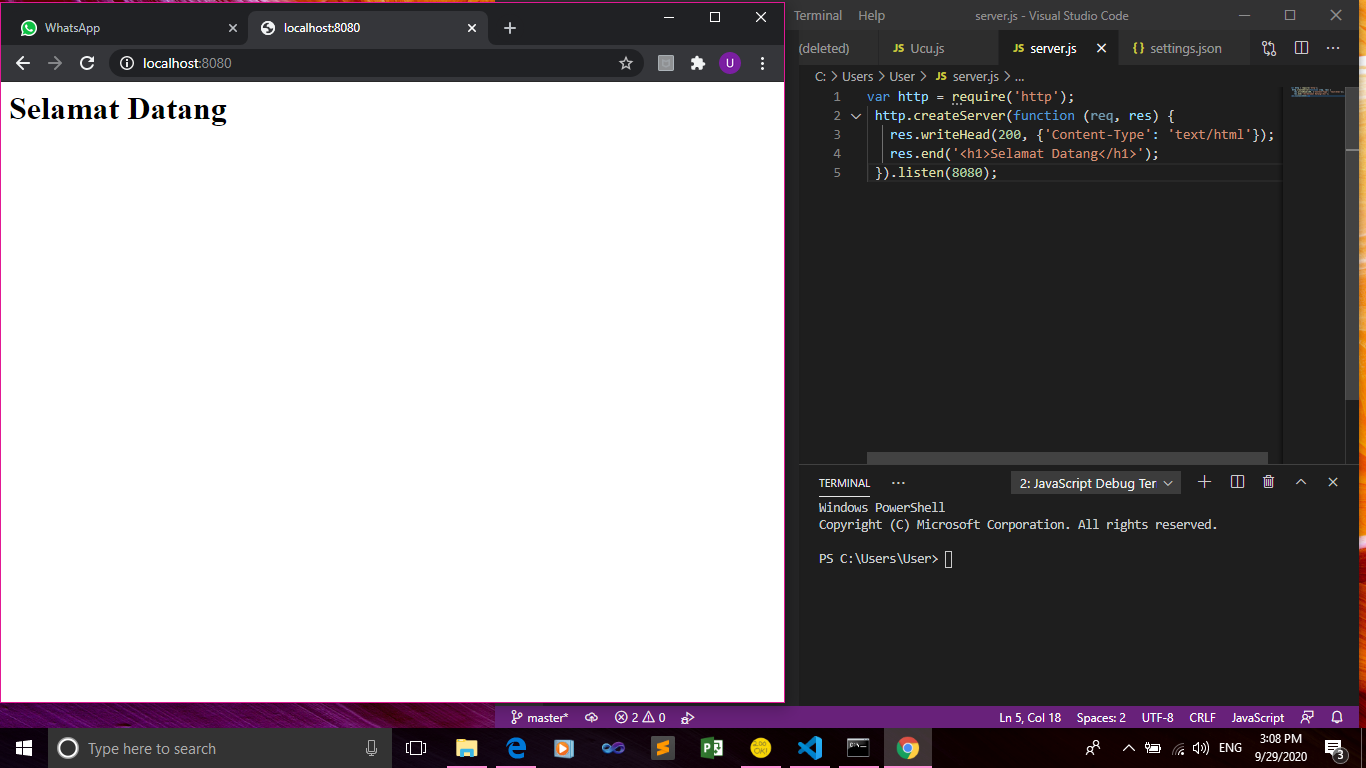 WhatsApp
localhost:8080
localhost:8080
U
Selamat Datang
Terminal Help server.js - Visual Studio Code
(deleted) JS Ucu.js JS server.js {} settings.json
C: > Users > User > JS server.js > ...
1 var http = require('http');
2 http.createServer(function (req, res) {
3 res.writeHead(200, {'Content-Type': 'text/html'});
4 res.end('<h1>Selamat Datang</h1>');
5 }).listen(8080);
TERMINAL ... 2: JavaScript Debug Ter
Windows PowerShell
Copyright (C) Microsoft Corporation. All rights reserved.
PS C:\Users\User>
master* 2 0 Ln 5, Col 18 Spaces: 2 UTF-8 CRLF JavaScript
Type here to search
ENG
3:08 PM
9/29/2020
3